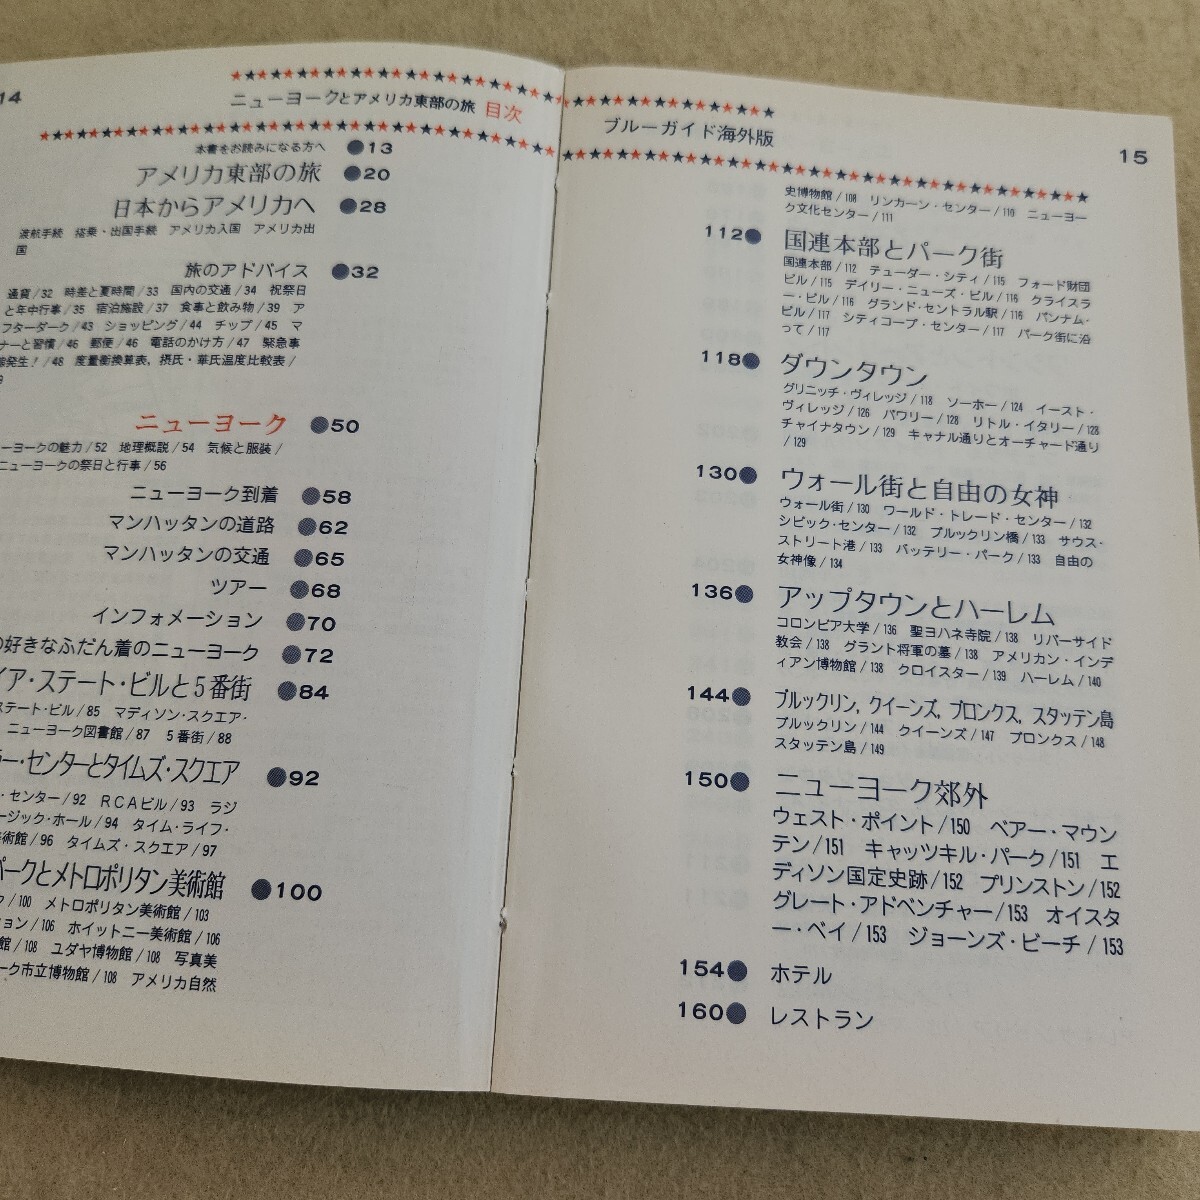 14
ニューヨークとアメリカ東部の旅 目次
本書をお読みになる方へ ●13
アメリカ東部の旅 ●20
日本からアメリカへ ●28
渡航手続 搭乗・出国手続 アメリカ入国 アメリカ出
国
旅のアドバイス ●32
通貨/32 時差と夏時間/33 国内の交通/34 祝祭日
と年中行事/35 宿泊施設/37 食事と飲み物/39 ア
フターダーク/43 ショッピング/44 チップ/45 マ
ナーと習慣/46 郵便/46 電話のかけ方/47 緊急事
発生!/48 度量衡換算表、摂氏・華氏温度比較表/
9
ニューヨーク ●50
ーヨークの魅力/52 地理概説/54 気候と服装/
ニューヨークの祭日と行事/56
ニューヨーク到着 ●58
マンハッタンの道路 ●62
マンハッタンの交通 ●65
ツアー ●68
インフォメーション ●70
の好きなふだん着のニューヨーク ●72
イア・ステート・ビルと5番街 ●84
ステート・ビル/85 マディソン・スクエア・
ニューヨーク図書館/87 5番街/88
ラー・センターとタイムズ・スクエア ●92
・センター/92 RCAビル/93 ラジ
ージック・ホール/94 タイム・ライフ・
術館/96 タイムズ・スクエア/97
パークとメトロポリタン美術館 ●100
ク/100 メトロポリタン美術館/103
ョン/106 ホイットニー美術館/106
館/108 ユダヤ博物館/108 写真美
ーク市立博物館/108 アメリカ自然
ブルーガイド海外版
15
史博物館/108 リンカーン・センター/110 ニューヨー
ク文化センター/111
112● 国連本部とパーク街
国連本部/112 テューダー・シティ/115 フォード財団
ビル/115 デイリー・ニューズ・ビル/116 クライスラ
ー・ビル/116 グランド・セントラル駅/116 パンナム・
ビル/117 シティコープ・センター/117 パーク街に沿
って/117
118● ダウンタウン
グリニッチ・ヴィレッジ/118 ソーホー/124 イースト・
ヴィレッジ/126 バワリー/128 リトル・イタリー/128
チャイナタウン/129 キャナル通りとオーチャード通り
/129
130● ウォール街と自由の女神
ウォール街/130 ワールド・トレード・センター/132
シビック・センター/132 ブルックリン橋/133 サウス・
ストリート港/133 バッテリー・パーク/133 自由の
女神像/134
136● アップタウンとハーレム
コロンビア大学/136 聖ヨハネ寺院/138 リバーサイド
教会/138 グラント将軍の墓/138 アメリカン・インデ
ィアン博物館/138 クロイスター/139 ハーレム/140
144● ブルックリン, クイーンズ, ブロンクス, スタッテン島
ブルックリン/144 クイーンズ/147 ブロンクス/148
スタッテン島/149
150● ニューヨーク郊外
ウェスト・ポイント/150 ベアー・マウン
テン/151 キャッツキル・パーク/151 エ
ディソン国定史跡/152 プリンストン/152
グレート・アドベンチャー/153 オイスタ
ー・ベイ/153 ジョーンズ・ビーチ/153
154● ホテル
160● レストラン